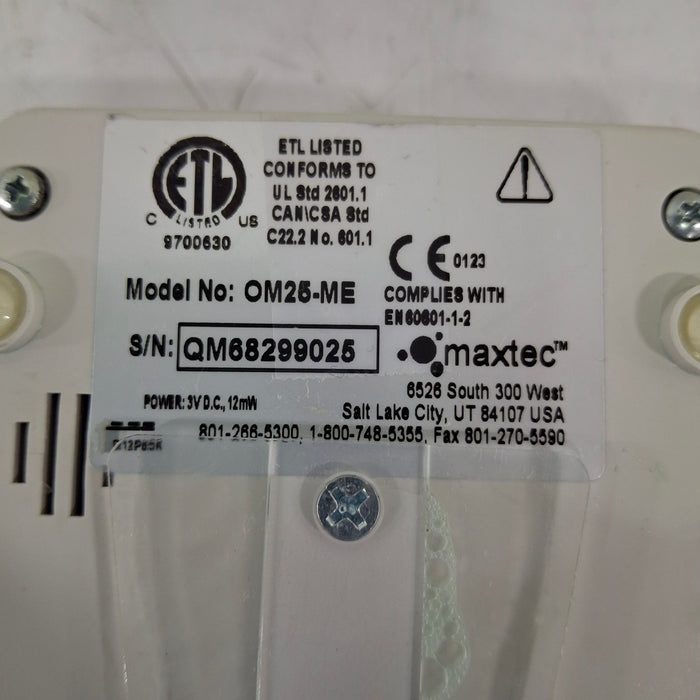 ETL
C LISTED US
9700630
ETL LISTED
CONFORMS TO
UL Std 2601.1
CAN\CSA Std
C22.2 No. 601.1
CE 0123
COMPLIES WITH
EN60601-1-2
Model No: OM25-ME
S/N: QM68299025
maxtec™
6526 South 300 West
Salt Lake City, UT 84107 USA
801-266-5300, 1-800-748-5355, Fax 801-270-5590
POWER: 3V D.C., 12mW